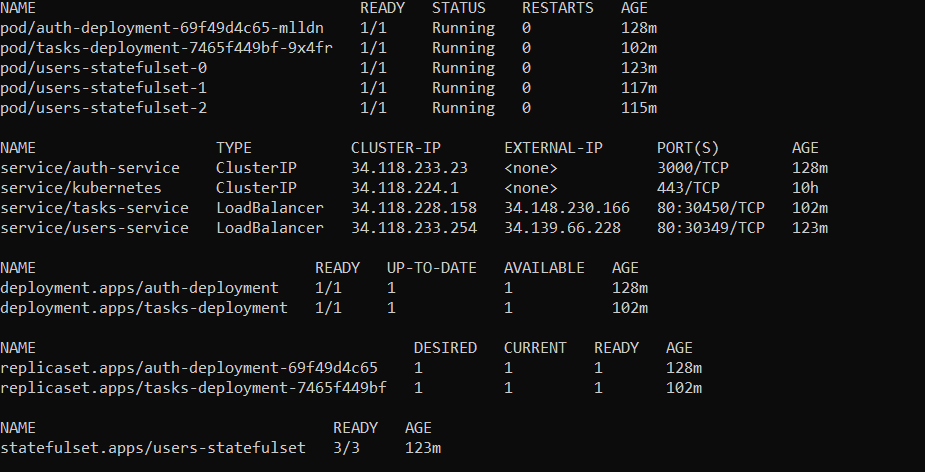 NAME READY STATUS RESTARTS AGE
pod/auth-deployment-69f49d4c65-mlldn 1/1 Running 0 128m
pod/tasks-deployment-7465f449bf-9x4fr 1/1 Running 0 102m
pod/users-statefulset-0 1/1 Running 0 123m
pod/users-statefulset-1 1/1 Running 0 117m
pod/users-statefulset-2 1/1 Running 0 115m
NAME TYPE CLUSTER-IP EXTERNAL-IP PORT(S) AGE
service/auth-service ClusterIP 34.118.233.23 <none> 3000/TCP 128m
service/kubernetes ClusterIP 34.118.224.1 <none> 443/TCP 10h
service/tasks-service LoadBalancer 34.118.228.158 34.148.230.166 80:30450/TCP 102m
service/users-service LoadBalancer 34.118.233.254 34.139.66.228 80:30349/TCP 123m
NAME READY UP-TO-DATE AVAILABLE AGE
deployment.apps/auth-deployment 1/1 1 1 128m
deployment.apps/tasks-deployment 1/1 1 1 102m
NAME DESIRED CURRENT READY AGE
replicaset.apps/auth-deployment-69f49d4c65 1 1 1 128m
replicaset.apps/tasks-deployment-7465f449bf 1 1 1 102m
NAME READY AGE
statefulset.apps/users-statefulset 3/3 123m